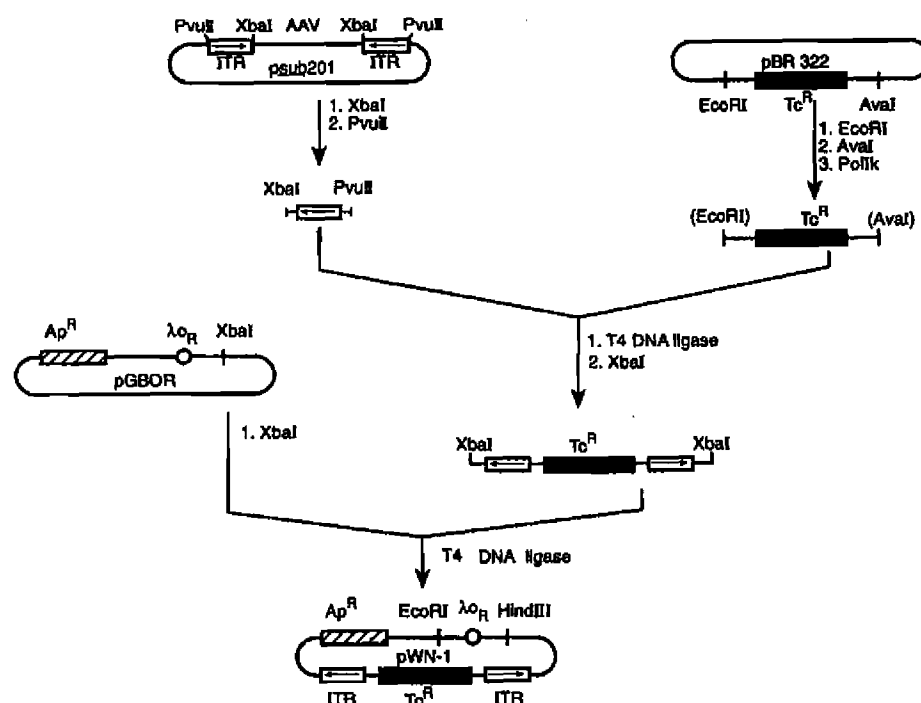 PvuII XbaI AAV XbaI PvuII
ITR ITR
psub201
1. XbaI
2. PvuII
XbaI PvuII
pBR 322
EcoRI Tc^R AvaI
1. EcoRI
2. AvaI
3. PolIk
(EcoRI) Tc^R (AvaI)
Ap^R λo_R XbaI
pGBOR
1. XbaI
1. T4 DNA ligase
2. XbaI
XbaI Tc^R XbaI
T4 DNA ligase
Ap^R EcoRI λo_R HindIII
pWN-1
ITR Tc^R ITR